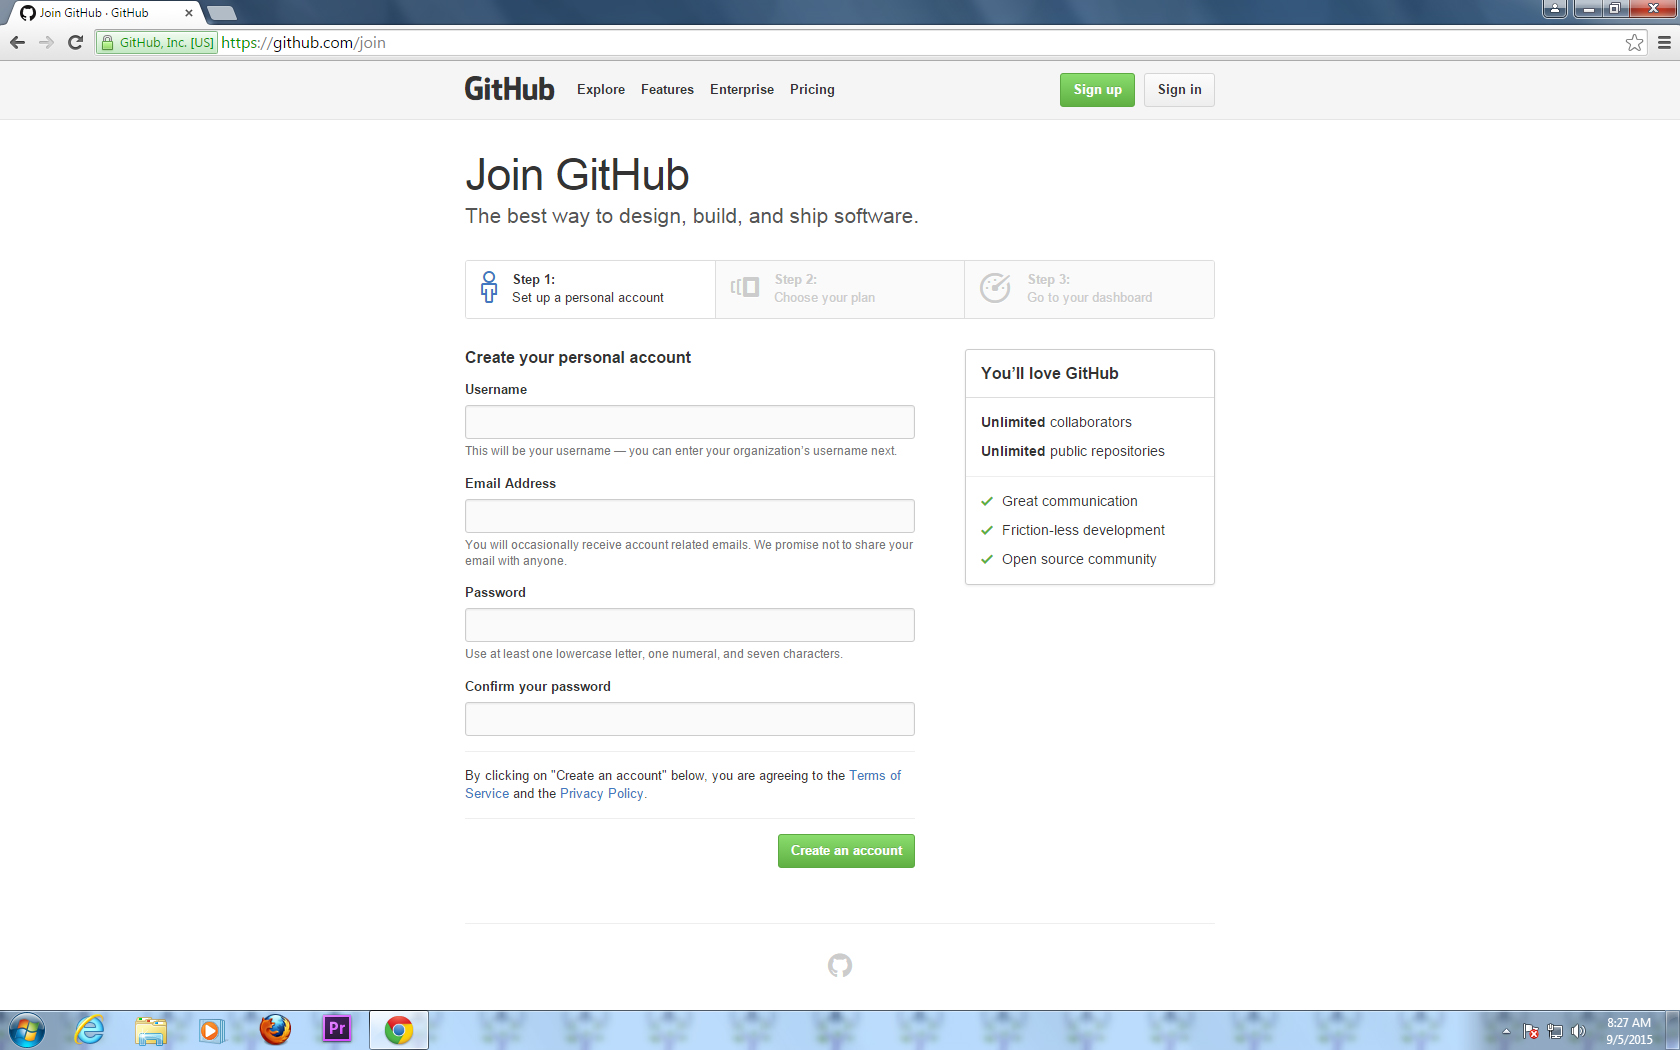 Join GitHub · GitHub
GitHub, Inc. [US] https://github.com/join
GitHub Explore Features Enterprise Pricing Sign up Sign in
Join GitHub
The best way to design, build, and ship software.
Step 1:
Set up a personal account
Step 2:
Choose your plan
Step 3:
Go to your dashboard
Create your personal account
Username
This will be your username — you can enter your organization’s username next.
Email Address
You will occasionally receive account related emails. We promise not to share your
email with anyone.
Password
Use at least one lowercase letter, one numeral, and seven characters.
Confirm your password
By clicking on "Create an account" below, you are agreeing to the Terms of
Service and the Privacy Policy.
Create an account
You’ll love GitHub
Unlimited collaborators
Unlimited public repositories
Great communication
Friction-less development
Open source community
Pr
8:27 AM
9/5/2015